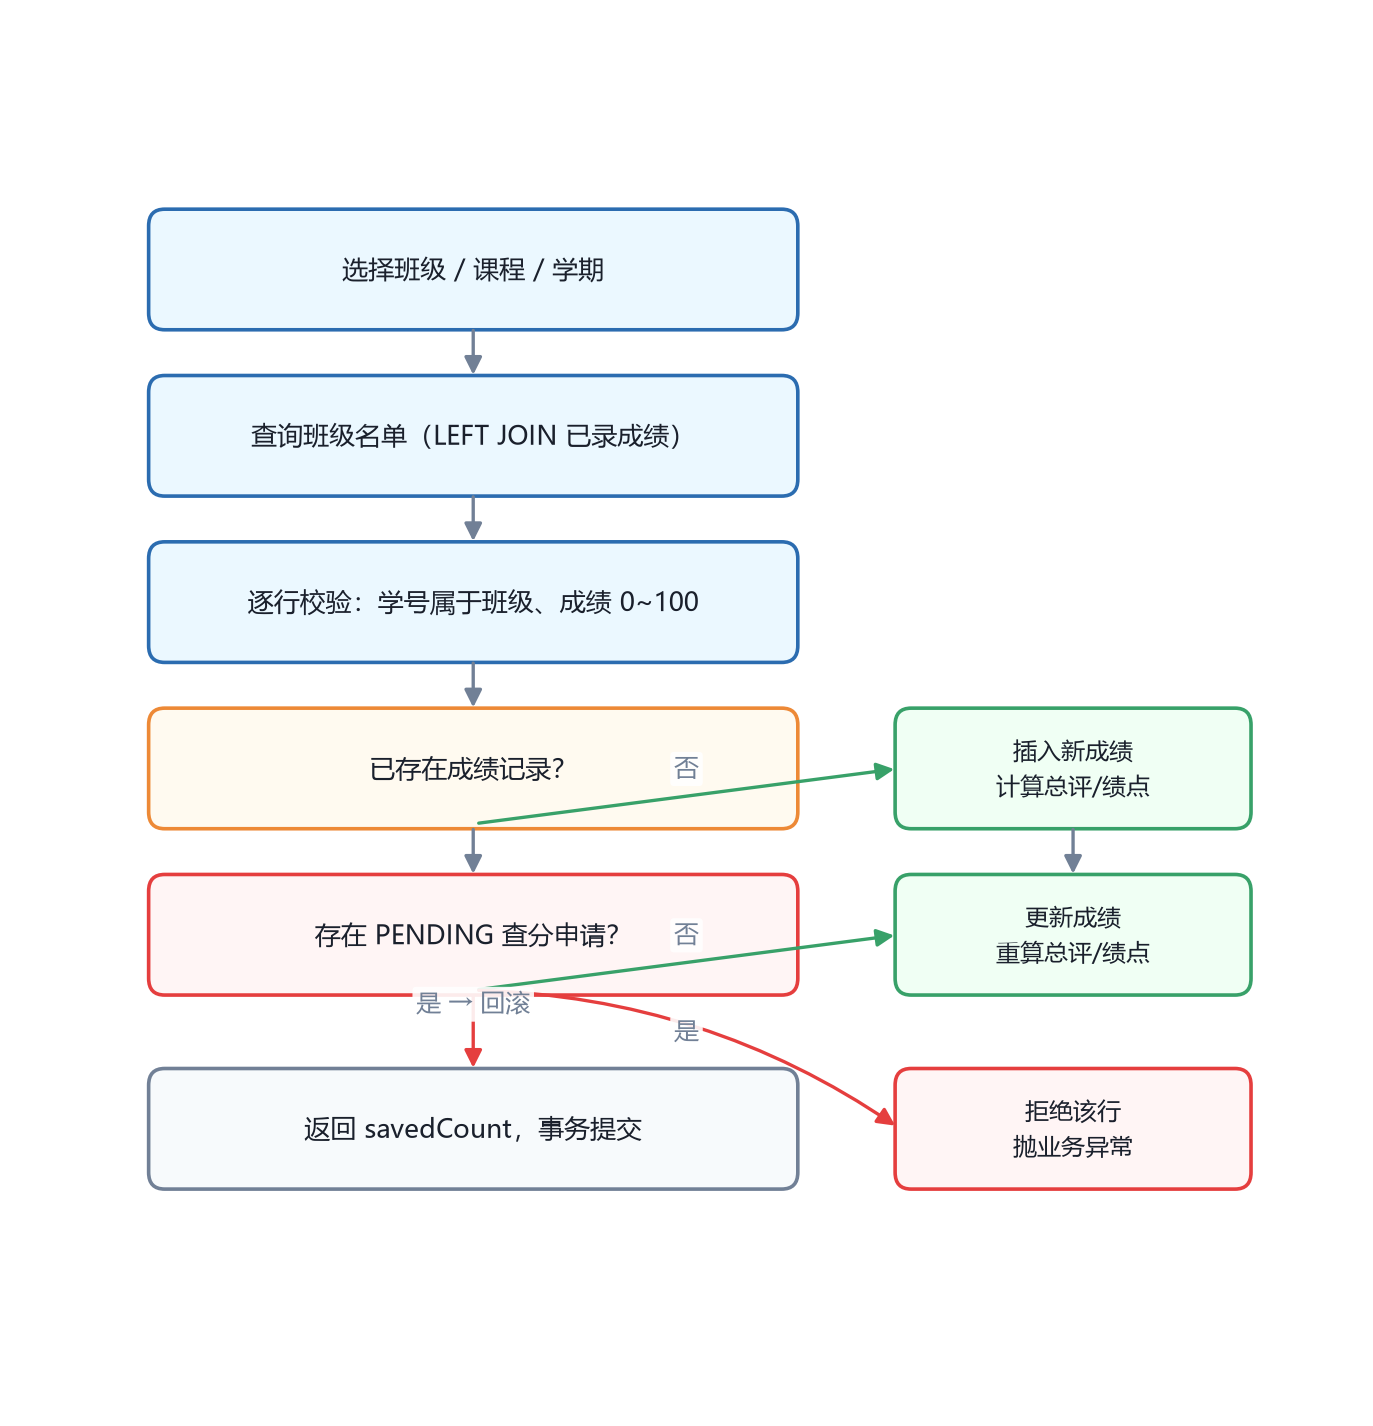 选择班级 / 课程 / 学期
查询班级名单（LEFT JOIN 已录成绩）
逐行校验：学号属于班级、成绩 0~100
已存在成绩记录？
否
插入新成绩
计算总评/绩点
存在 PENDING 查分申请？
否
更新成绩
重算总评/绩点
是 → 回滚
是
返回 savedCount，事务提交
拒绝该行
抛业务异常